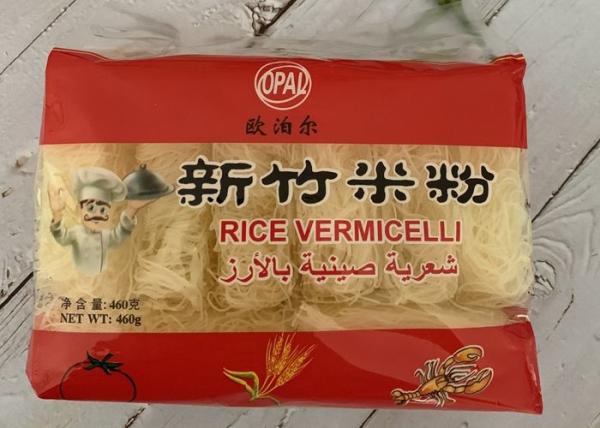 OPAL
欧泊尔
新竹米粉
RICE VERMICELLI
شعرية صينية بالأرز
净含量: 460克
NET WT: 460g